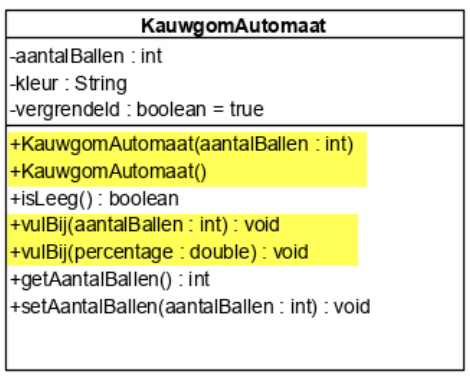 KauwgomAutomaat
-aantalBallen : int
-kleur : String
-vergrendeld : boolean = true
+KauwgomAutomaat(aantalBallen : int)
+KauwgomAutomaat()
+isLeeg() : boolean
+vulBij(aantalBallen : int) : void
+vulBij(percentage : double) : void
+getAantalBallen() : int
+setAantalBallen(aantalBallen : int) : void